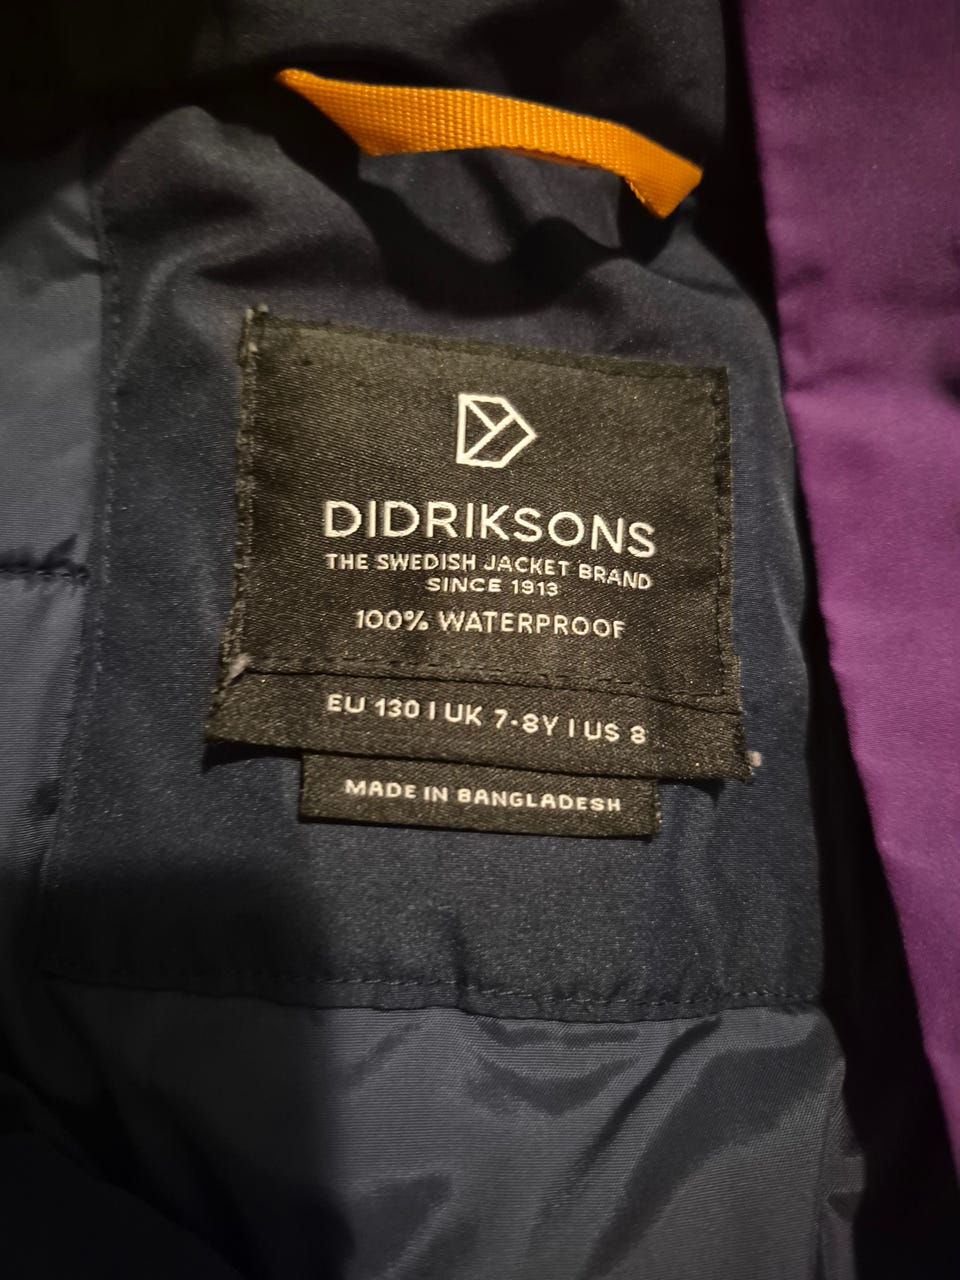 DIDRIKSONS
THE SWEDISH JACKET BRAND
SINCE 1913
100% WATERPROOF
EU 130 | UK 7-8Y | US 8
MADE IN BANGLADESH